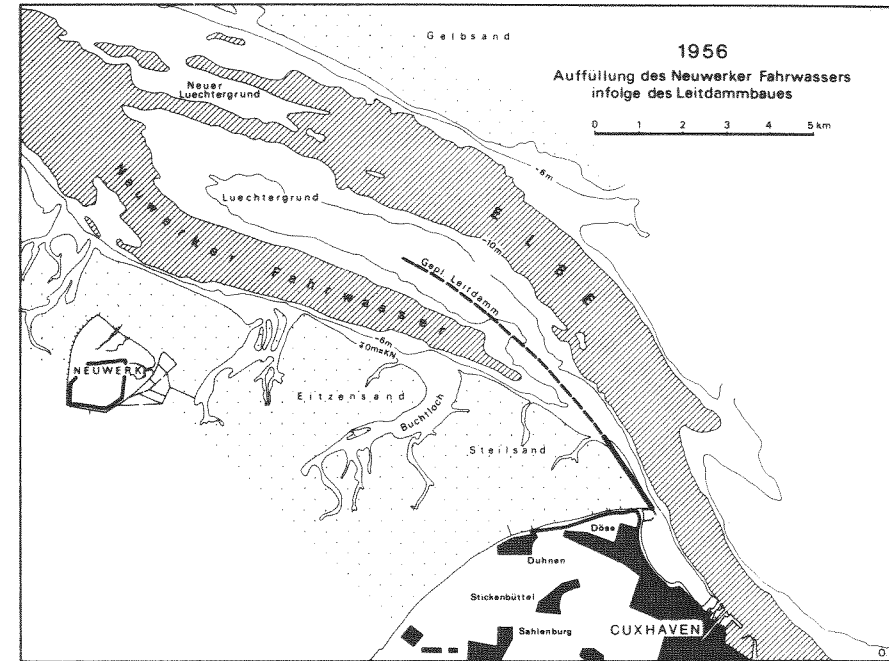 Gelbsand
1956
Auffüllung des Neuwerker Fahrwassers
infolge des Leitdammbaues
0 1 2 3 4 5 km
Neuer
Luechtergrund
-6m
Luechtergrund
ELBE
-10m
Neuwerker Fahrwasser
Gepl. Leitdamm
-6m
±0m=KN
NEUWERK
Eitzensand
Buchtloch
Steilsand
Döse
Duhnen
Stickenbüttel
Sahlenburg
CUXHAVEN